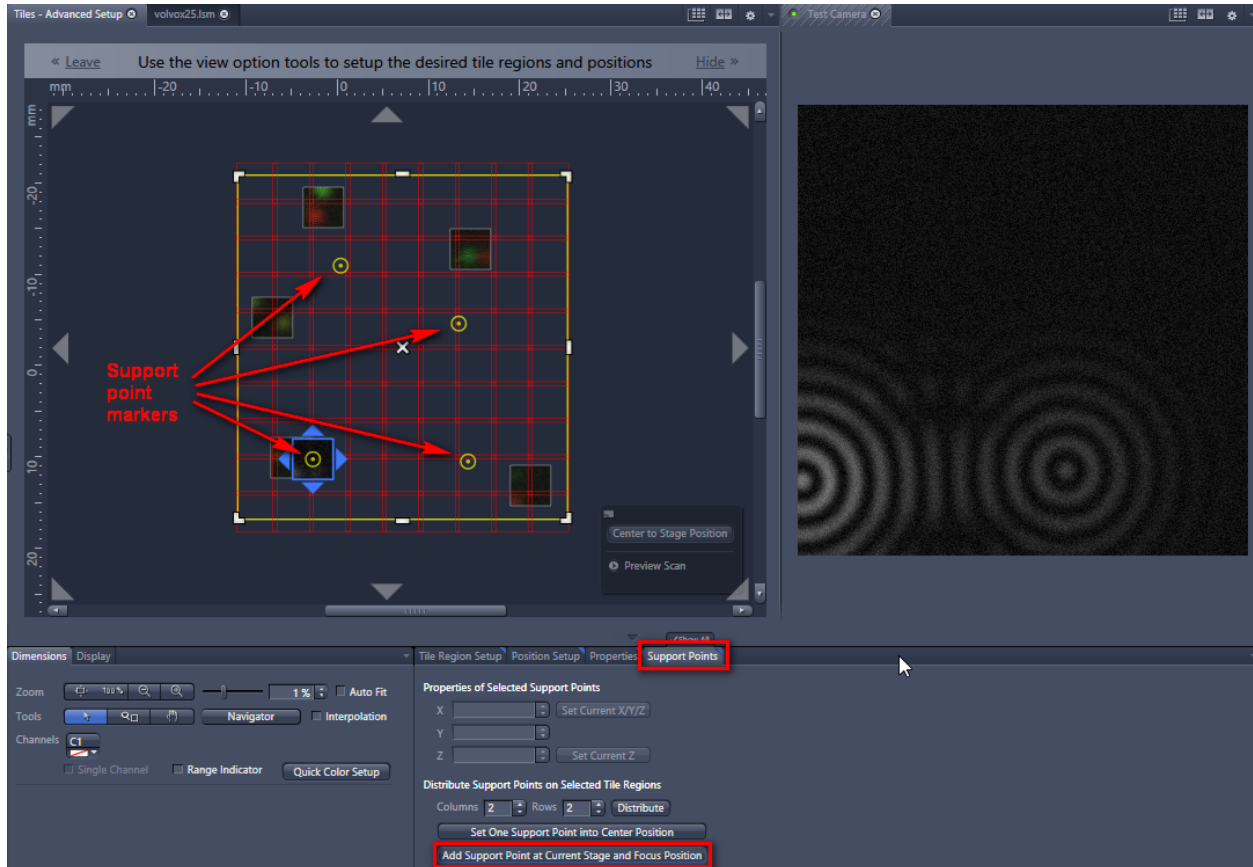 Tiles - Advanced Setup
volvox25.lsm
Test Camera
« Leave
Use the view option tools to setup the desired tile regions and positions
Hide »
mm
-20
-10
0
10
20
30
40
mm
-20
-10
0
10
20
Support
point
markers
Center to Stage Position
Preview Scan
Show All
Dimensions
Display
Tile Region Setup
Position Setup
Properties
Support Points
Zoom
100%
1 %
Auto Fit
Tools
Navigator
Interpolation
Channels
C1
Single Channel
Range Indicator
Quick Color Setup
Properties of Selected Support Points
X
Set Current X/Y/Z
Y
Z
Set Current Z
Distribute Support Points on Selected Tile Regions
Columns 2 Rows 2 Distribute
Set One Support Point into Center Position
Add Support Point at Current Stage and Focus Position